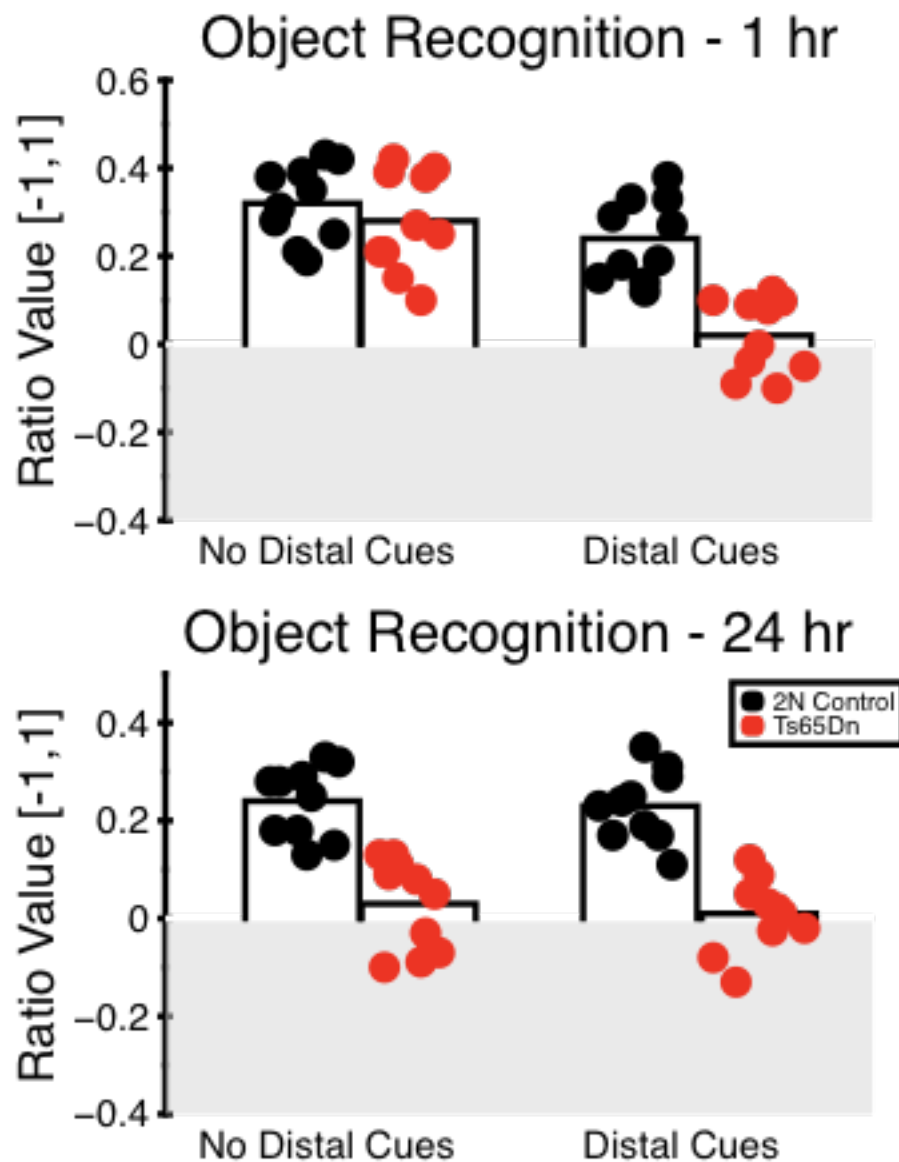 Object Recognition - 1 hr
Ratio Value [-1,1]
0.6
0.4
0.2
0
−0.2
−0.4
No Distal Cues
Distal Cues
Object Recognition - 24 hr
Ratio Value [-1,1]
0.4
0.2
0
−0.2
−0.4
2N Control
Ts65Dn
No Distal Cues
Distal Cues